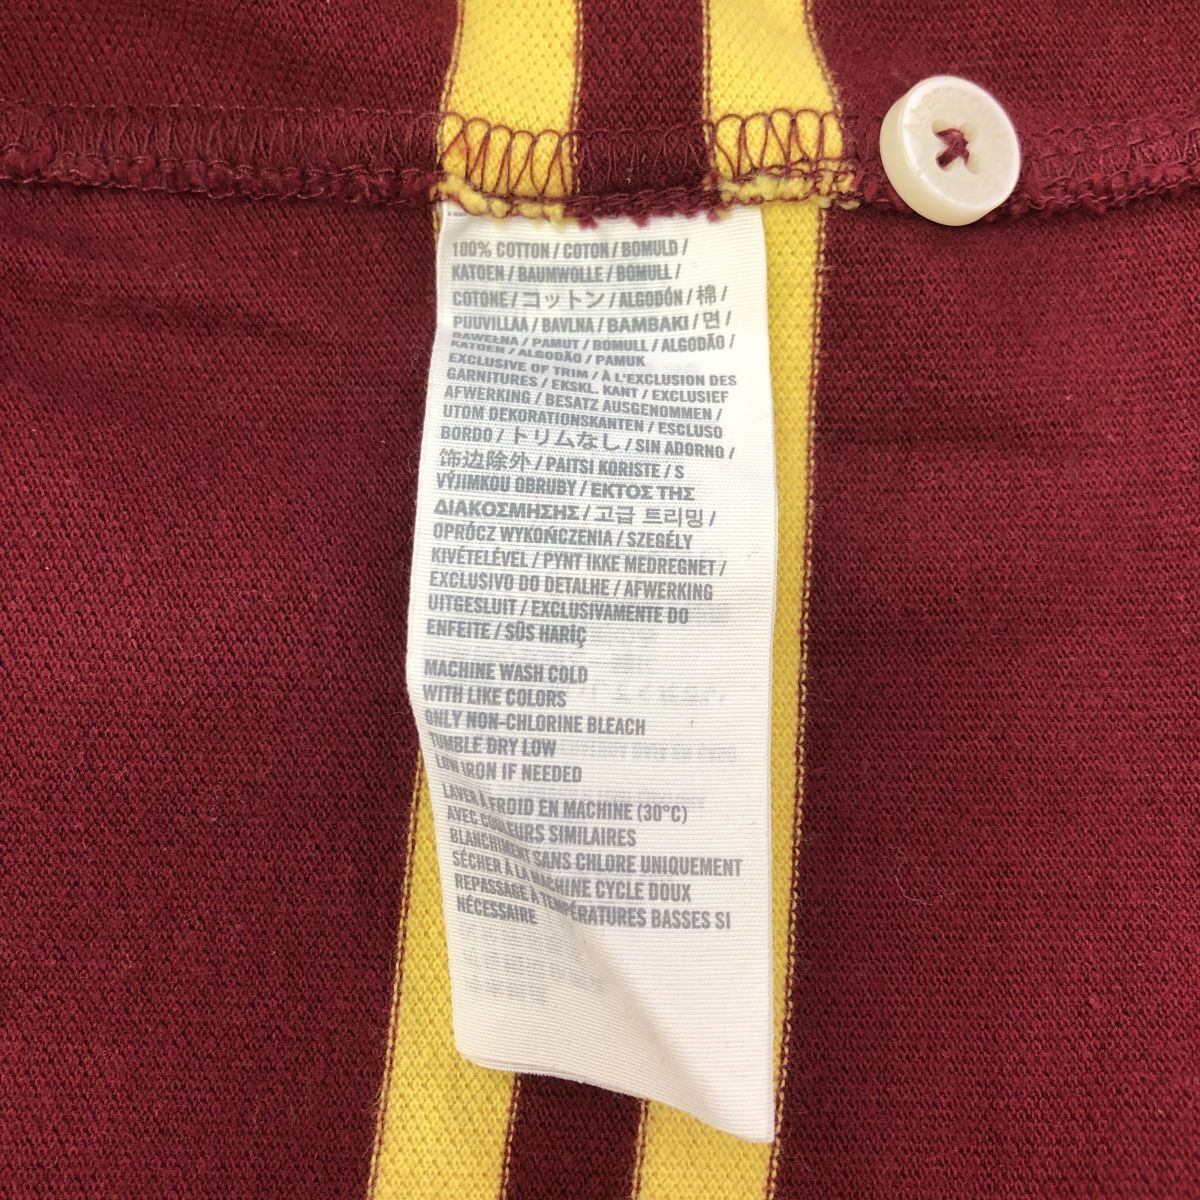 100% COTTON / COTON / BOMULD /
KATOEN / BAUMWOLLE / BOMULL /
COTONE / コットン / ALGODÓN / 棉 /
PUUVILLAA / BAVLNA / BAMBAKI / 면 /
BAWEŁNA / PAMUT / BOMULL / ALGODÃO /
KATOEN / ALGODÃO / PAMUK
EXCLUSIVE OF TRIM / À L'EXCLUSION DES
GARNITURES / EKSKL. KANT / EXCLUSIEF
AFWERKING / BESATZ AUSGENOMMEN /
UTOM DEKORATIONSKANTEN / ESCLUSO
BORDO / トリムなし / SIN ADORNO /
饰边除外 / PAITSI KORISTE / S
VÝJIMKOU OBRUBY / ΕΚΤΟΣ ΤΗΣ
ΔΙΑΚΟΣΜΗΣΗΣ / 고급 트리밍 /
OPRÓCZ WYKOŃCZENIA / SZEGÉLY
KIVÉTELÉVEL / PYNT IKKE MEDREGNET /
EXCLUSIVO DO DETALHE / AFWERKING
UITGESLUIT / EXCLUSIVAMENTE DO
ENFEITE / SÜS HARİÇ
MACHINE WASH COLD
WITH LIKE COLORS
ONLY NON-CHLORINE BLEACH
TUMBLE DRY LOW
LOW IRON IF NEEDED
LAVER À FROID EN MACHINE (30°C)
AVEC COULEURS SIMILAIRES
BLANCHIMENT SANS CHLORE UNIQUEMENT
SÉCHER À LA MACHINE CYCLE DOUX
REPASSAGE À TEMPÉRATURES BASSES SI
NÉCESSAIRE